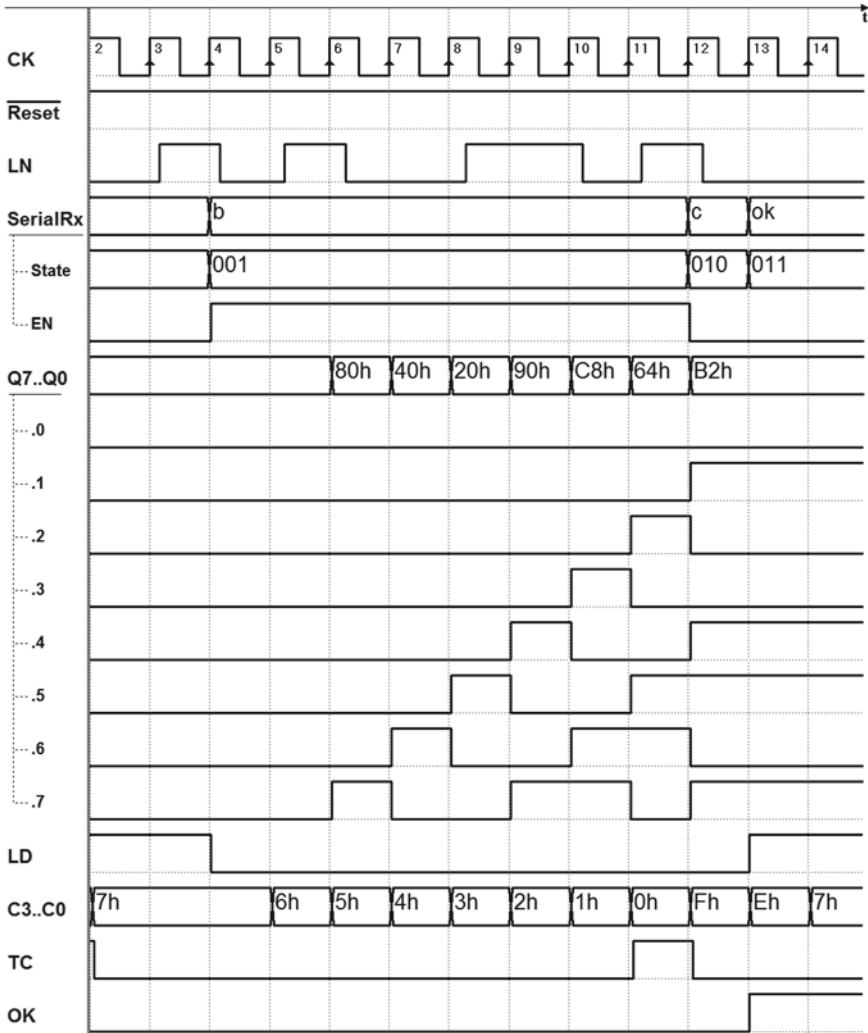 t
CK 2 3 4 5 6 7 8 9 10 11 12 13 14
Reset
LN
SerialRx b c ok
State 001 010 011
EN
Q7..Q0 80h 40h 20h 90h C8h 64h B2h
.0
.1
.2
.3
.4
.5
.6
.7
LD
C3..C0 7h 6h 5h 4h 3h 2h 1h 0h Fh Eh 7h
TC
OK